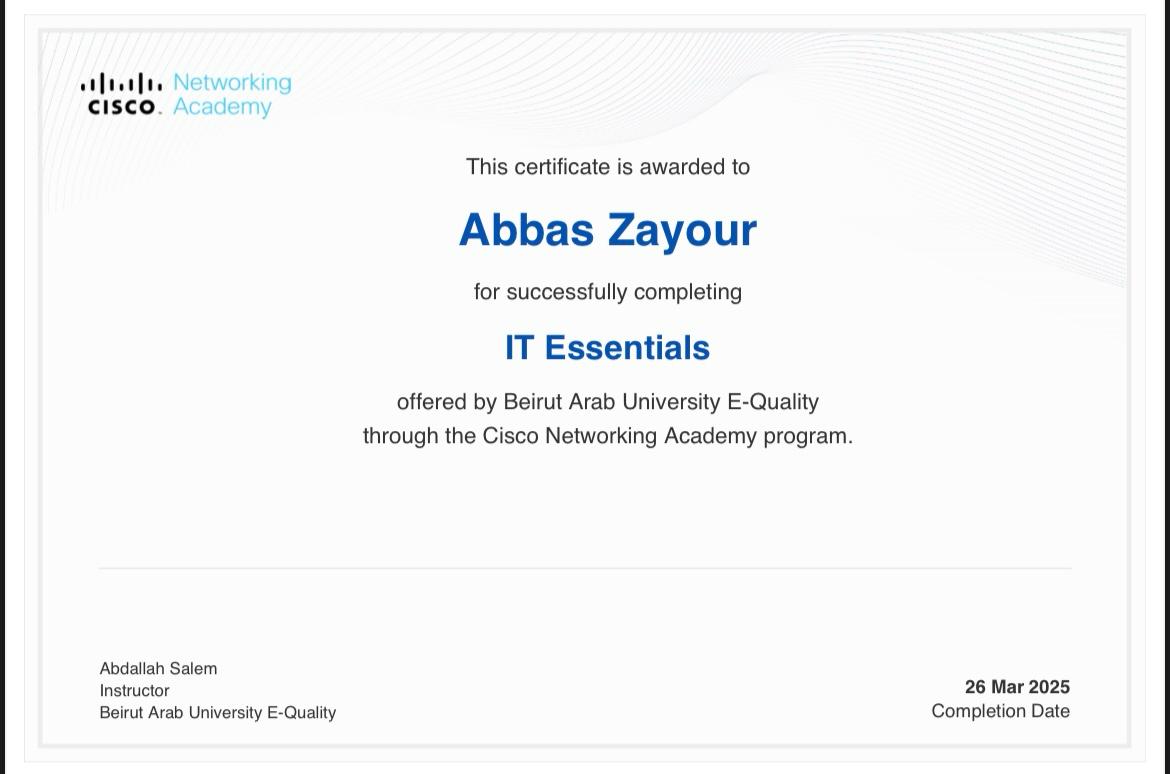 CISCO. Networking
Academy
This certificate is awarded to
Abbas Zayour
for successfully completing
IT Essentials
offered by Beirut Arab University E-Quality
through the Cisco Networking Academy program.
Abdallah Salem
Instructor
Beirut Arab University E-Quality
26 Mar 2025
Completion Date